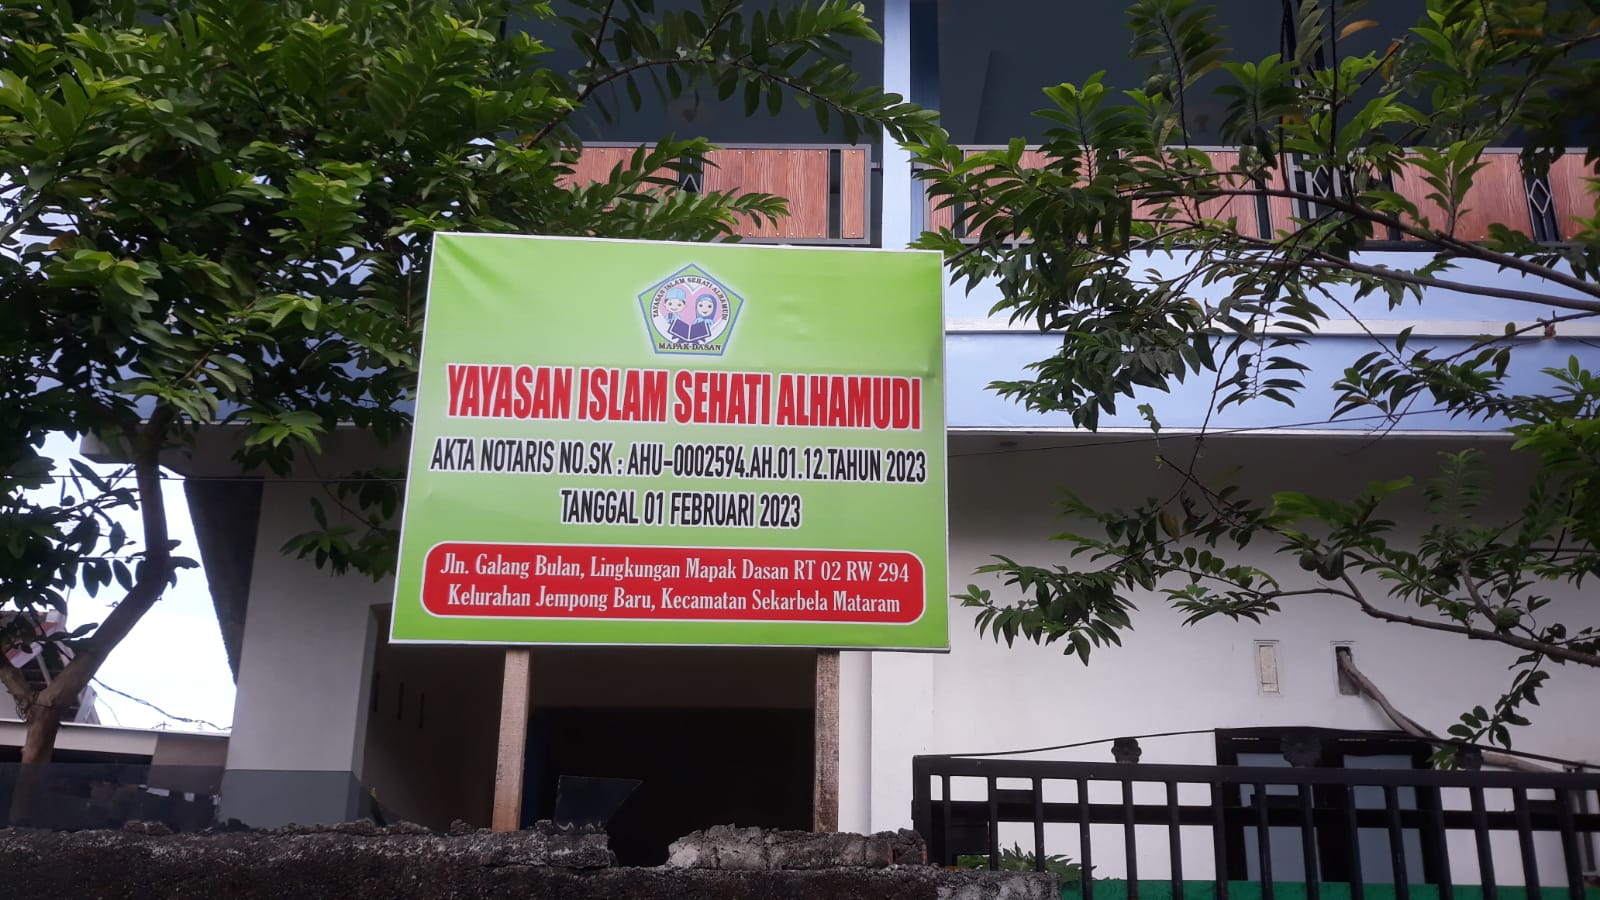 YAYASAN ISLAM SEHATI ALHAMUDI
MAPAK-DASAN
YAYASAN ISLAM SEHATI ALHAMUDI
AKTA NOTARIS NO.SK : AHU-0002594.AH.01.12.TAHUN 2023
TANGGAL 01 FEBRUARI 2023
Jln. Galang Bulan, Lingkungan Mapak Dasan RT 02 RW 294
Kelurahan Jempong Baru, Kecamatan Sekarbela Mataram